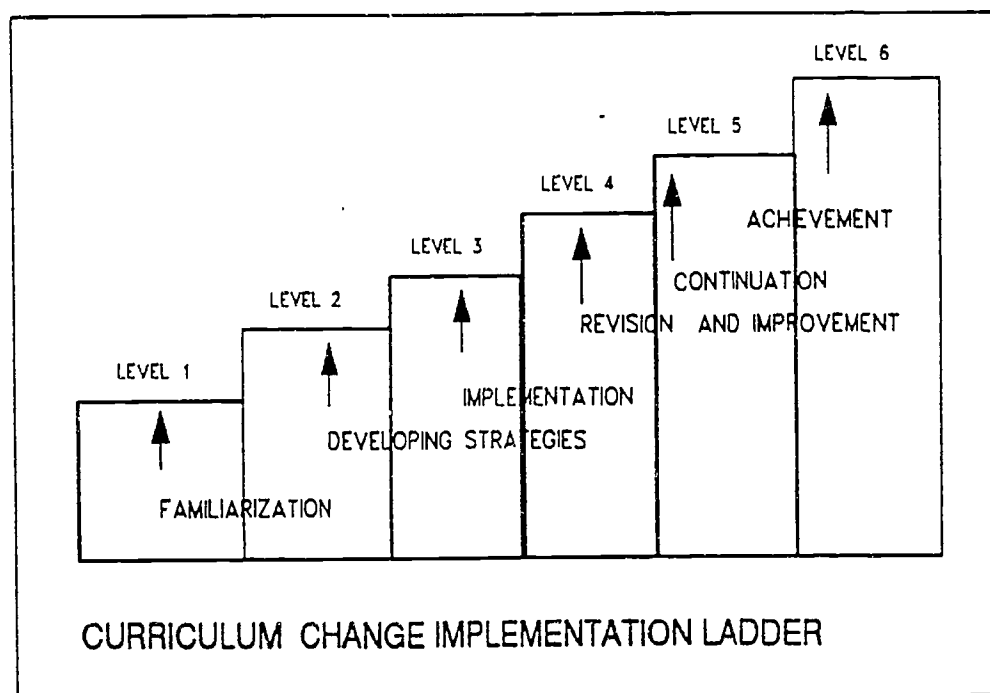 LEVEL 6
LEVEL 5
LEVEL 4
ACHIEVEMENT
LEVEL 3
CONTINUATION
LEVEL 2
REVISION AND IMPROVEMENT
LEVEL 1
IMPLEMENTATION
DEVELOPING STRATEGIES
FAMILIARIZATION
CURRICULUM CHANGE IMPLEMENTATION LADDER